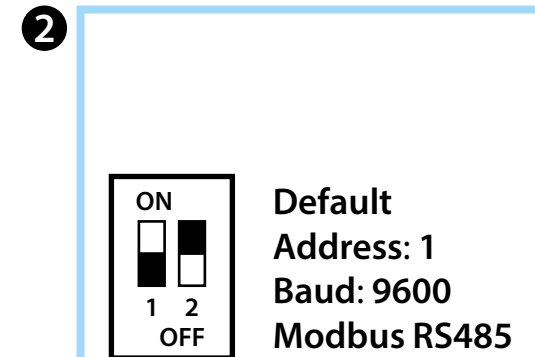 2
ON
1 2
OFF
Default
Address: 1
Baud: 9600
Modbus RS485